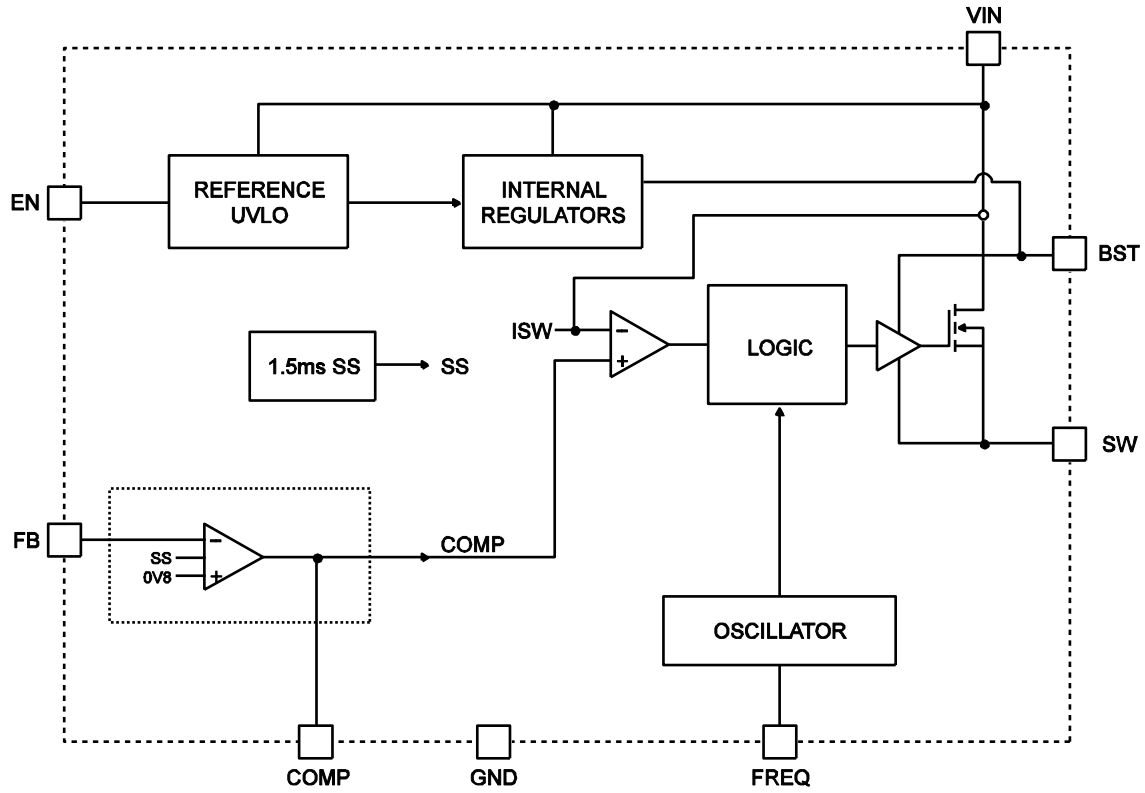 VIN
EN
REFERENCE
UVLO
INTERNAL
REGULATORS
BST
ISW
−
+
LOGIC
1.5ms SS
SS
SW
FB
−
SS
0V8
+
COMP
OSCILLATOR
COMP
GND
FREQ